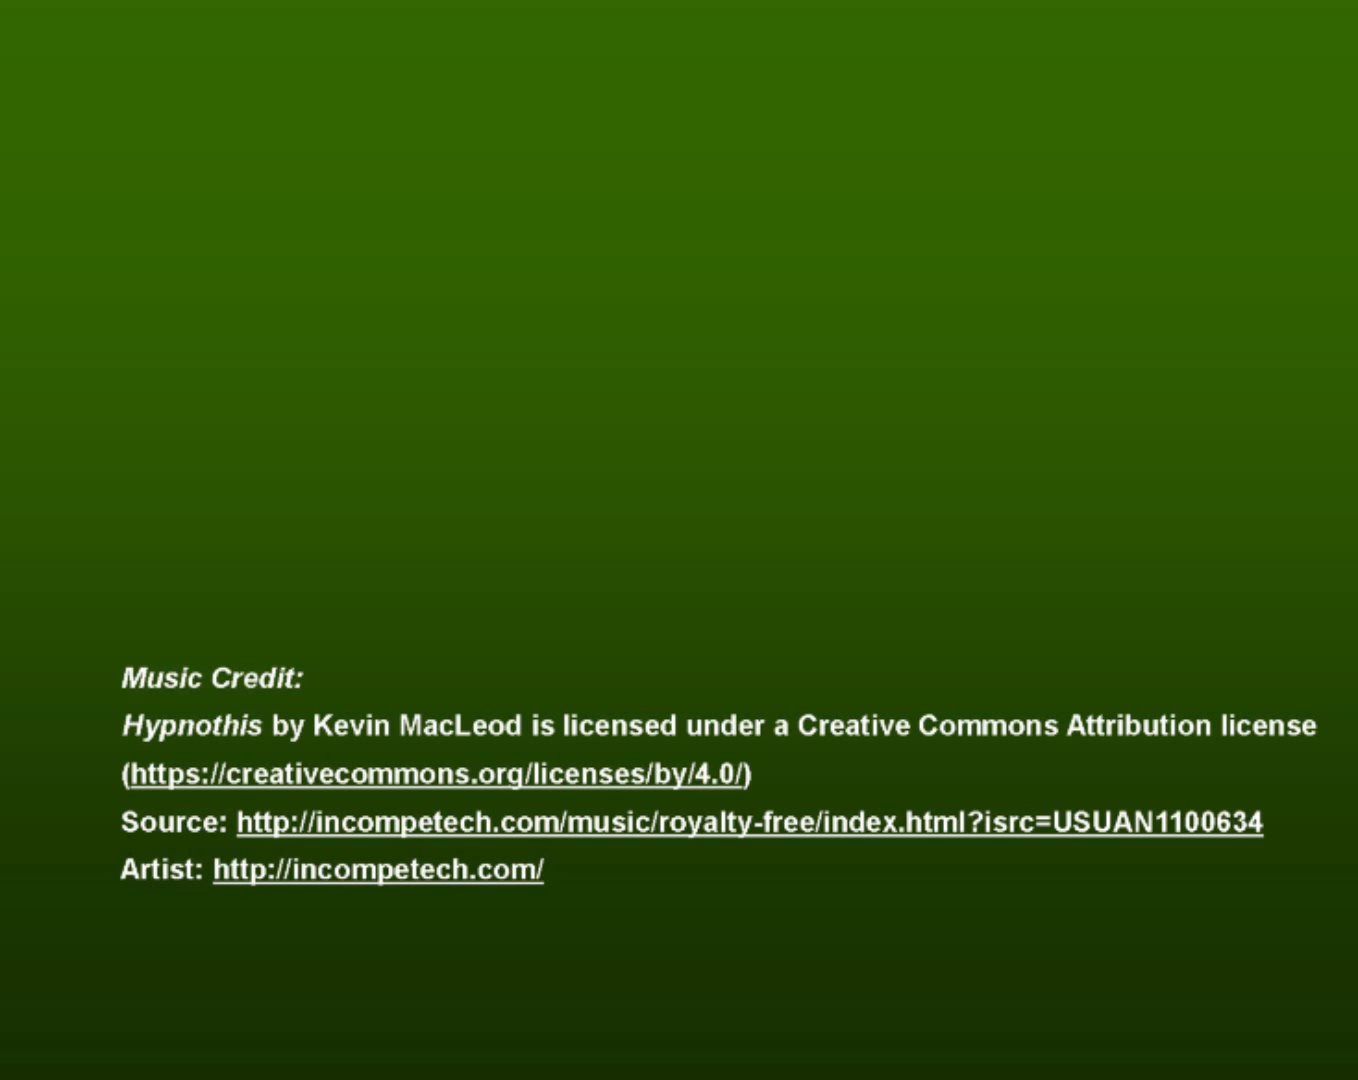 Music Credit:
Hypnothis by Kevin MacLeod is licensed under a Creative Commons Attribution license
(https://creativecommons.org/licenses/by/4.0/)
Source: http://incompetech.com/music/royalty-free/index.html?isrc=USUAN1100634
Artist: http://incompetech.com/